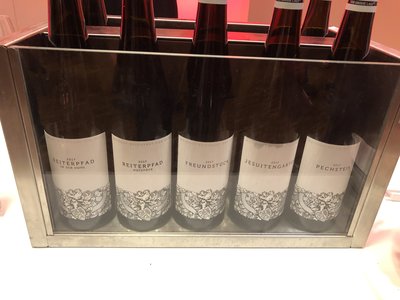 2017
REITERPFAD
IN DER HOHL
2017
REITERPFAD
HOFSTÜCK
2017
FREUNDSTÜCK
2017
JESUITENGARTEN
2017
PECHSTEIN